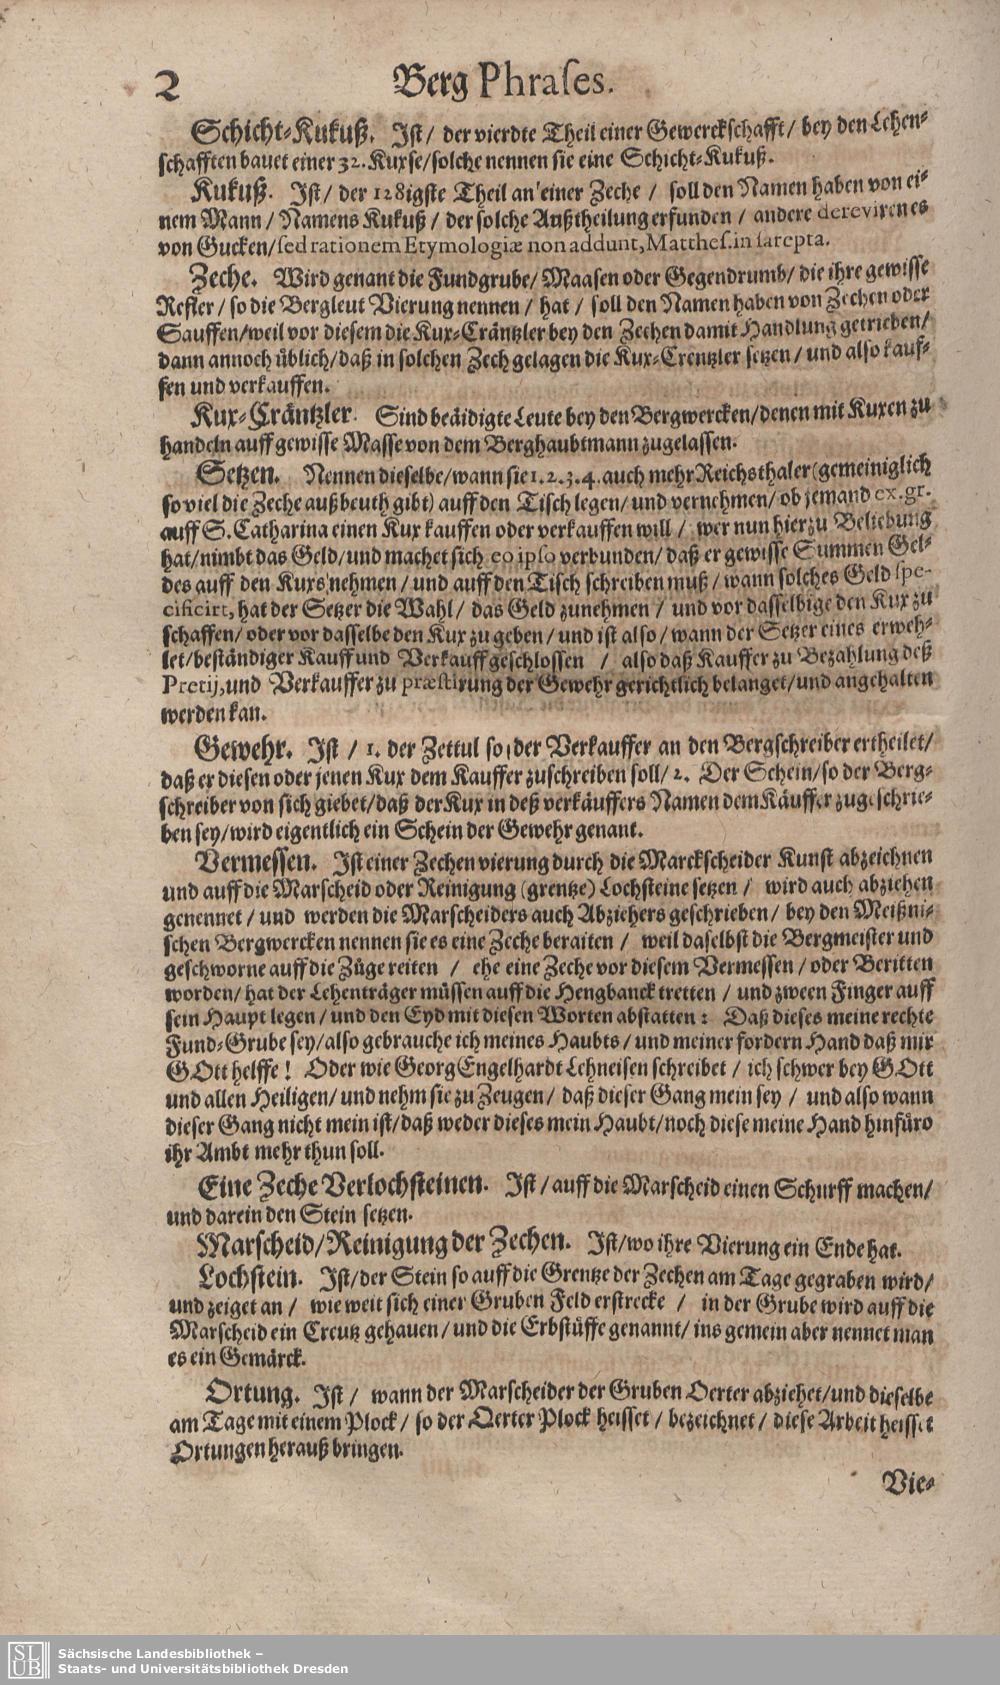 2 Berg Phrases.
Schicht-Kukuß. Ist/ der vierdte Theil einer Gewerckschafft/ bey den Lehen-
schafften bauet einer 32. Kuxse/solche nennen sie eine Schicht-Kukuß.
Kukuß. Ist/ der 128igste Theil an einer Zeche / soll den Namen haben von ei-
nem Mann / Namens Kukuß / der solche Außtheilung erfunden / andere derevixen es
von Gucken/sed rationem Etymologiæ non addunt, Matthes. in sarepta.
Zeche. Wird genant die Fundgrube/ Maasen oder Gegendrumb/ die ihre gewisse
Refier/ so die Bergleut Vierung nennen / hat / soll den Namen haben von Zechen oder
Sauffen/weil vor diesem die Kux-Cräntzler bey den Zechen damit Handlung getrieben/
dann annoch üblich/daß in solchen Zech gelagen die Kux-Crentzler setzen / und also kauf-
fen und verkauffen.
Kux-Cräntzler. Sind beäidigte Leute bey den Bergwercken/denen mit Kuxen zu
handeln auff gewisse Masse von dem Berghaubtmann zugelassen.
Setzen. Nennen dieselbe/wann sie 1. 2. 3. 4. auch mehr Reichsthaler (gemeiniglich
so viel die Zeche außbeuth gibt) auff den Tisch legen/ und vernehmen/ ob jemand ex. gr.
auff S. Catharina einen Kux kauffen oder verkauffen will / wer nun hierzu Beliebung
hat/nimbt das Geld/und machet sich eo ipso verbunden/ daß er gewisse Summen Gel-
des auff den Kuxs nehmen / und auff den Tisch schreiben muß / wann solches Geld spe-
cificirt, hat der Setzer die Wahl/ das Geld zunehmen / und vor dasselbige den Kux zu
schaffen/ oder vor dasselbe den Kux zu geben / und ist also / wann der Setzer eines erweh-
let/beständiger Kauff und Verkauff geschlossen / also daß Kauffer zu Bezahlung deß
Pretij, und Verkauffer zu præstirung der Gewehr gerichtlich belanget/und angehalten
werden kan.
Gewehr. Ist / 1. der Zettul so der Verkauffer an den Bergschreiber ertheilet/
daß er diesen oder jenen Kux dem Kauffer zuschreiben soll/ 2. Der Schein/so der Berg-
schreiber von sich giebet/daß der Kux in deß verkäuffers Namen dem Käuffer zugeschrie-
ben sey/wird eigentlich ein Schein der Gewehr genant.
Vermessen. Ist einer Zechen vierung durch die Marckscheider Kunst abzeichnen
und auff die Marscheid oder Reinigung (grentze) Lochsteine setzen / wird auch abziehen
genennet / und werden die Marscheiders auch Abziehers geschrieben/ bey den Meißni-
schen Bergwercken nennen sie es eine Zeche beraiten / weil daselbst die Bergmeister und
geschworne auff die Züge reiten / ehe eine Zeche vor diesem Vermessen / oder Beritten
worden/ hat der Lehenträger müssen auff die Hengbanck tretten / und zween Finger auff
sein Haupt legen / und den Eyd mit diesen Worten abstatten: Daß dieses meine rechte
Fund-Grube sey/also gebrauche ich meines Haubts / und meiner fordern Hand daß mir
GOtt helffe! Oder wie Georg Engelhardt Lehneisen schreibet / ich schwer bey GOtt
und allen Heiligen/ und nehm sie zu Zeugen/ daß dieser Gang mein sey / und also wann
dieser Gang nicht mein ist/daß weder dieses mein Haubt/noch diese meine Hand hinfüro
ihr Ambt mehr thun soll.
Eine Zeche Verlochsteinen. Ist / auff die Marscheid einen Schurff machen/
und darein den Stein setzen.
Marscheid/Reinigung der Zechen. Ist/wo ihre Vierung ein Ende hat.
Lochstein. Ist/der Stein so auff die Grentze der Zechen am Tage gegraben wird/
und zeiget an / wie weit sich einer Gruben Feld erstrecke / in der Grube wird auff die
Marscheid ein Creutz gehauen/und die Erbstüffe genannt/ ins gemein aber nennet man
es ein Gemärck.
Ortung. Ist / wann der Marscheider der Gruben Oerter abziehet/und dieselbe
am Tage mit einem Plock / so der Oerter Plock heisset / bezeichnet / diese Arbeit heisset
Ortungen herauß bringen.
Vie-
SLUB
Sächsische Landesbibliothek –
Staats- und Universitätsbibliothek Dresden